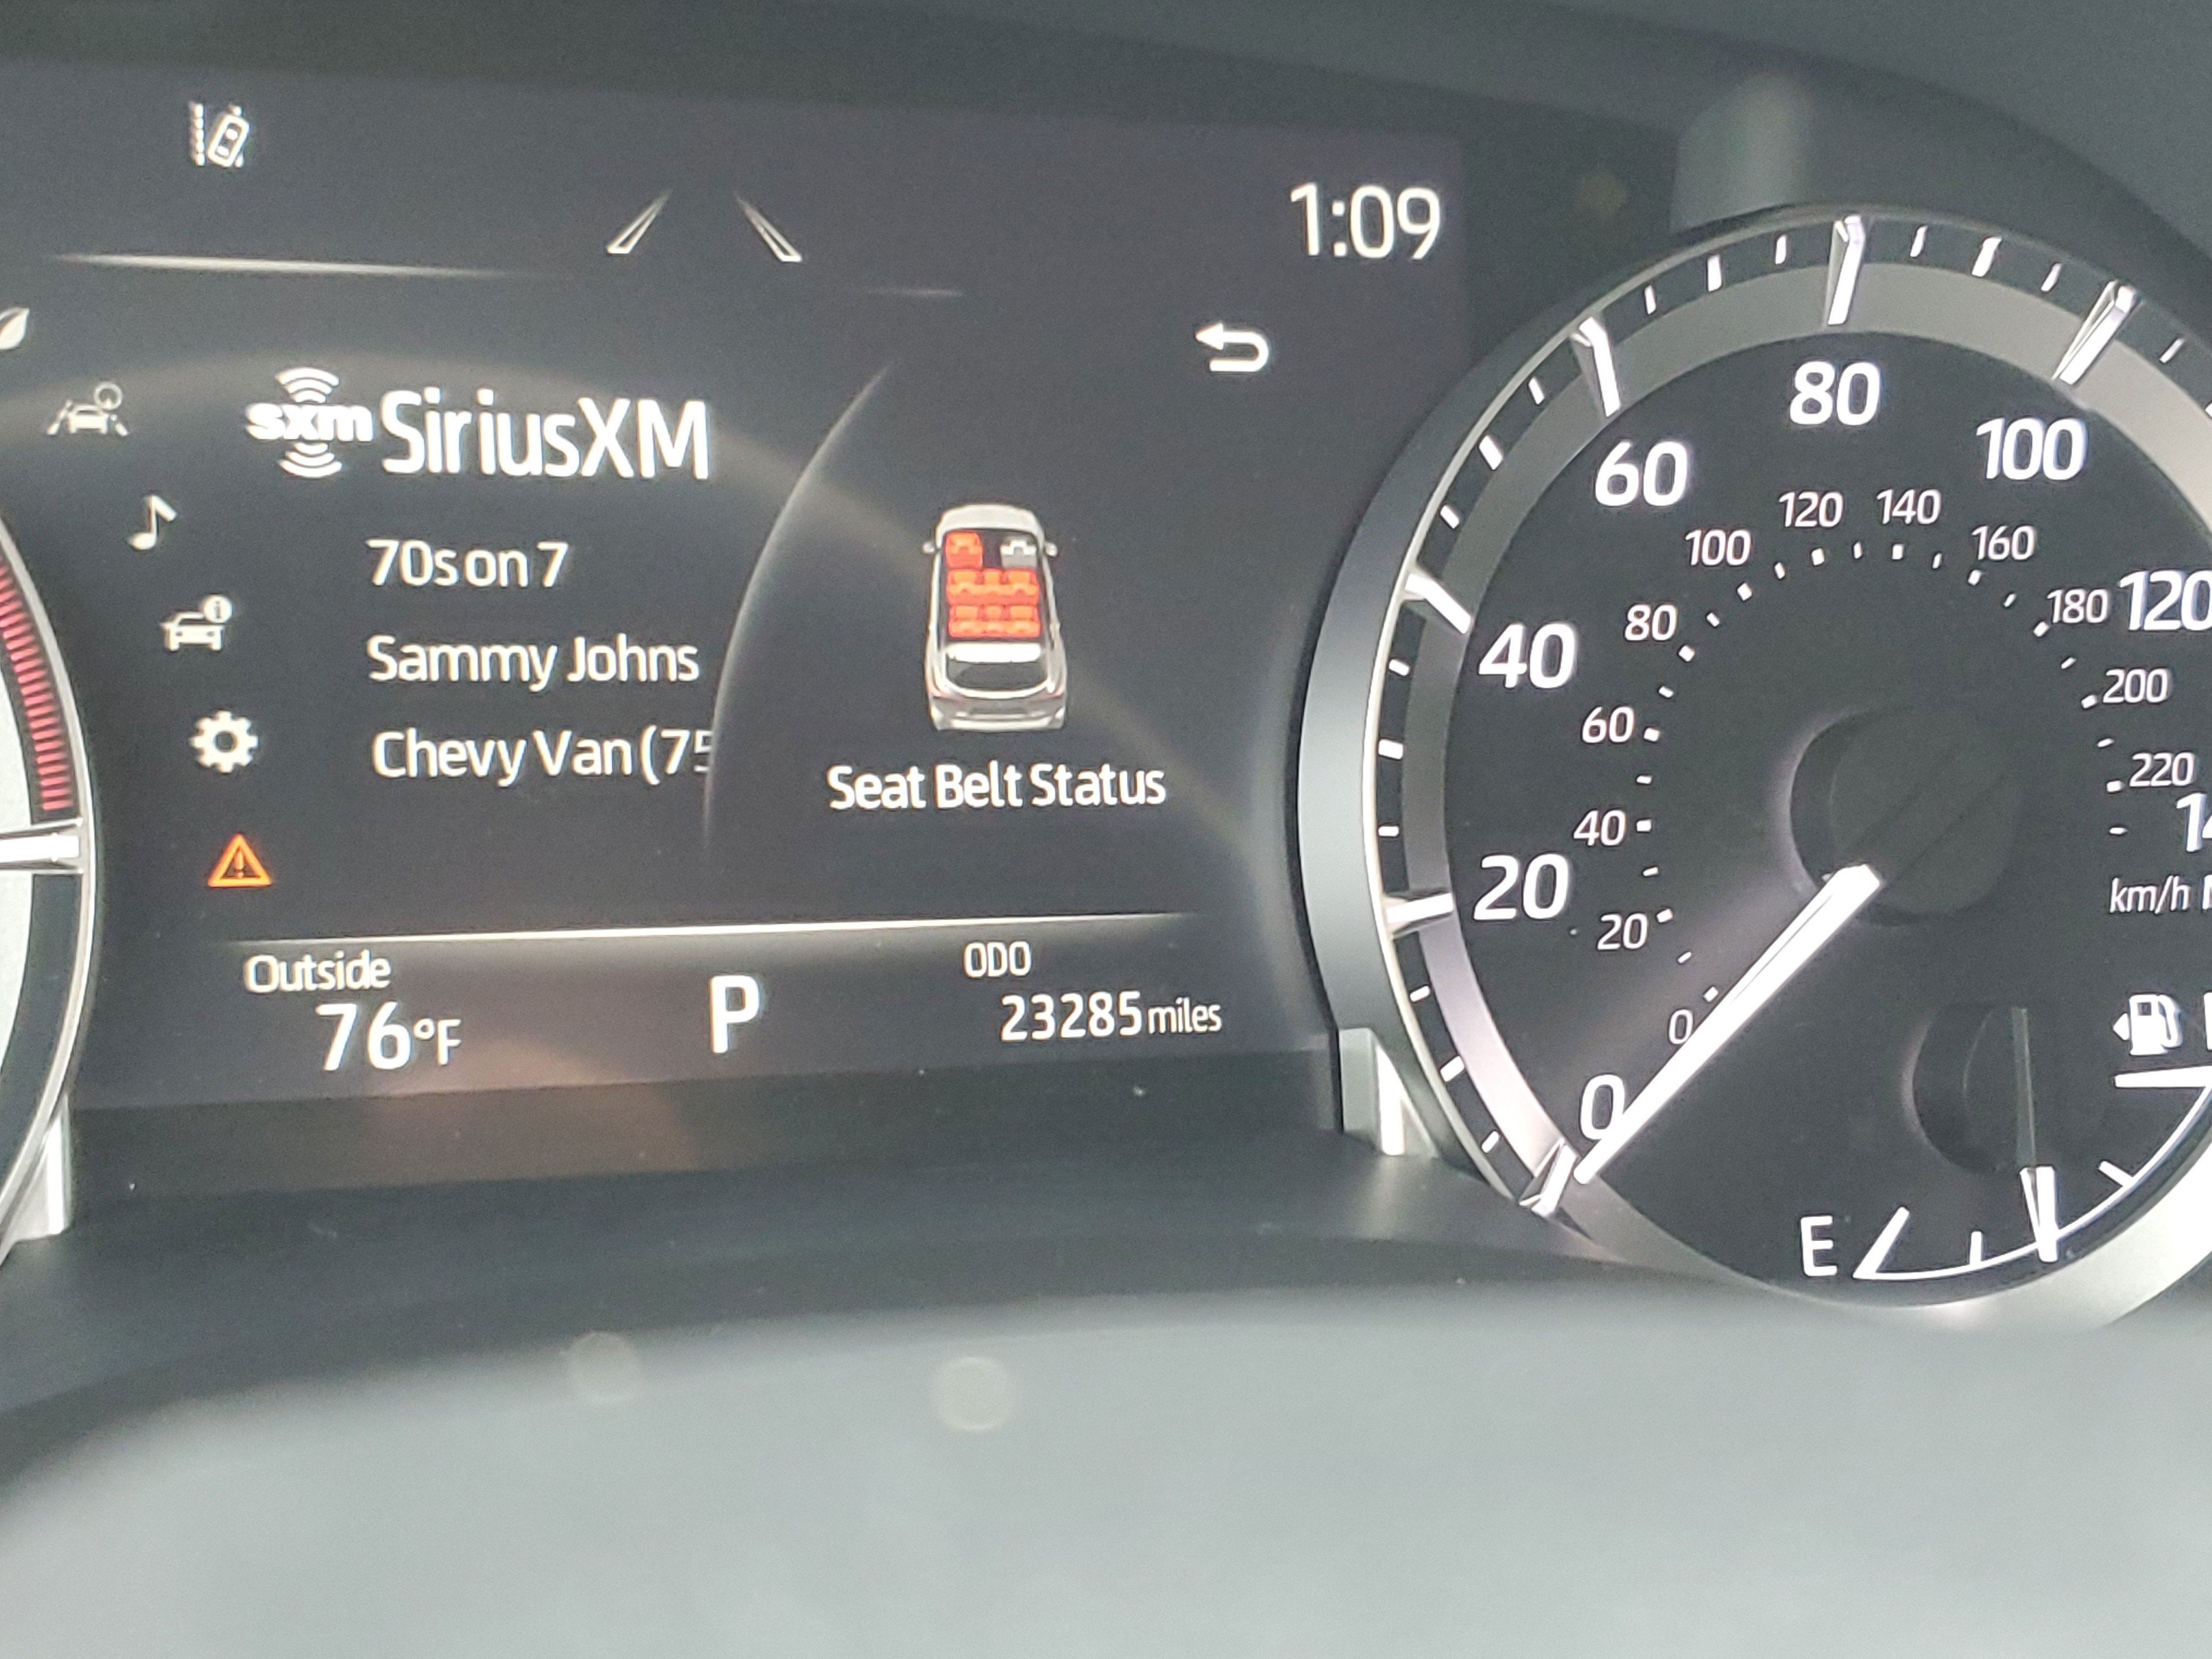 1:09
sxm SiriusXM
70s on 7
Sammy Johns
Chevy Van (75
Seat Belt Status
Outside
76°F
P
ODO
23285 miles
0
20
40
60
80
100
120
0
20
40
60
80
100
120
140
160
180
200
220
km/h
E